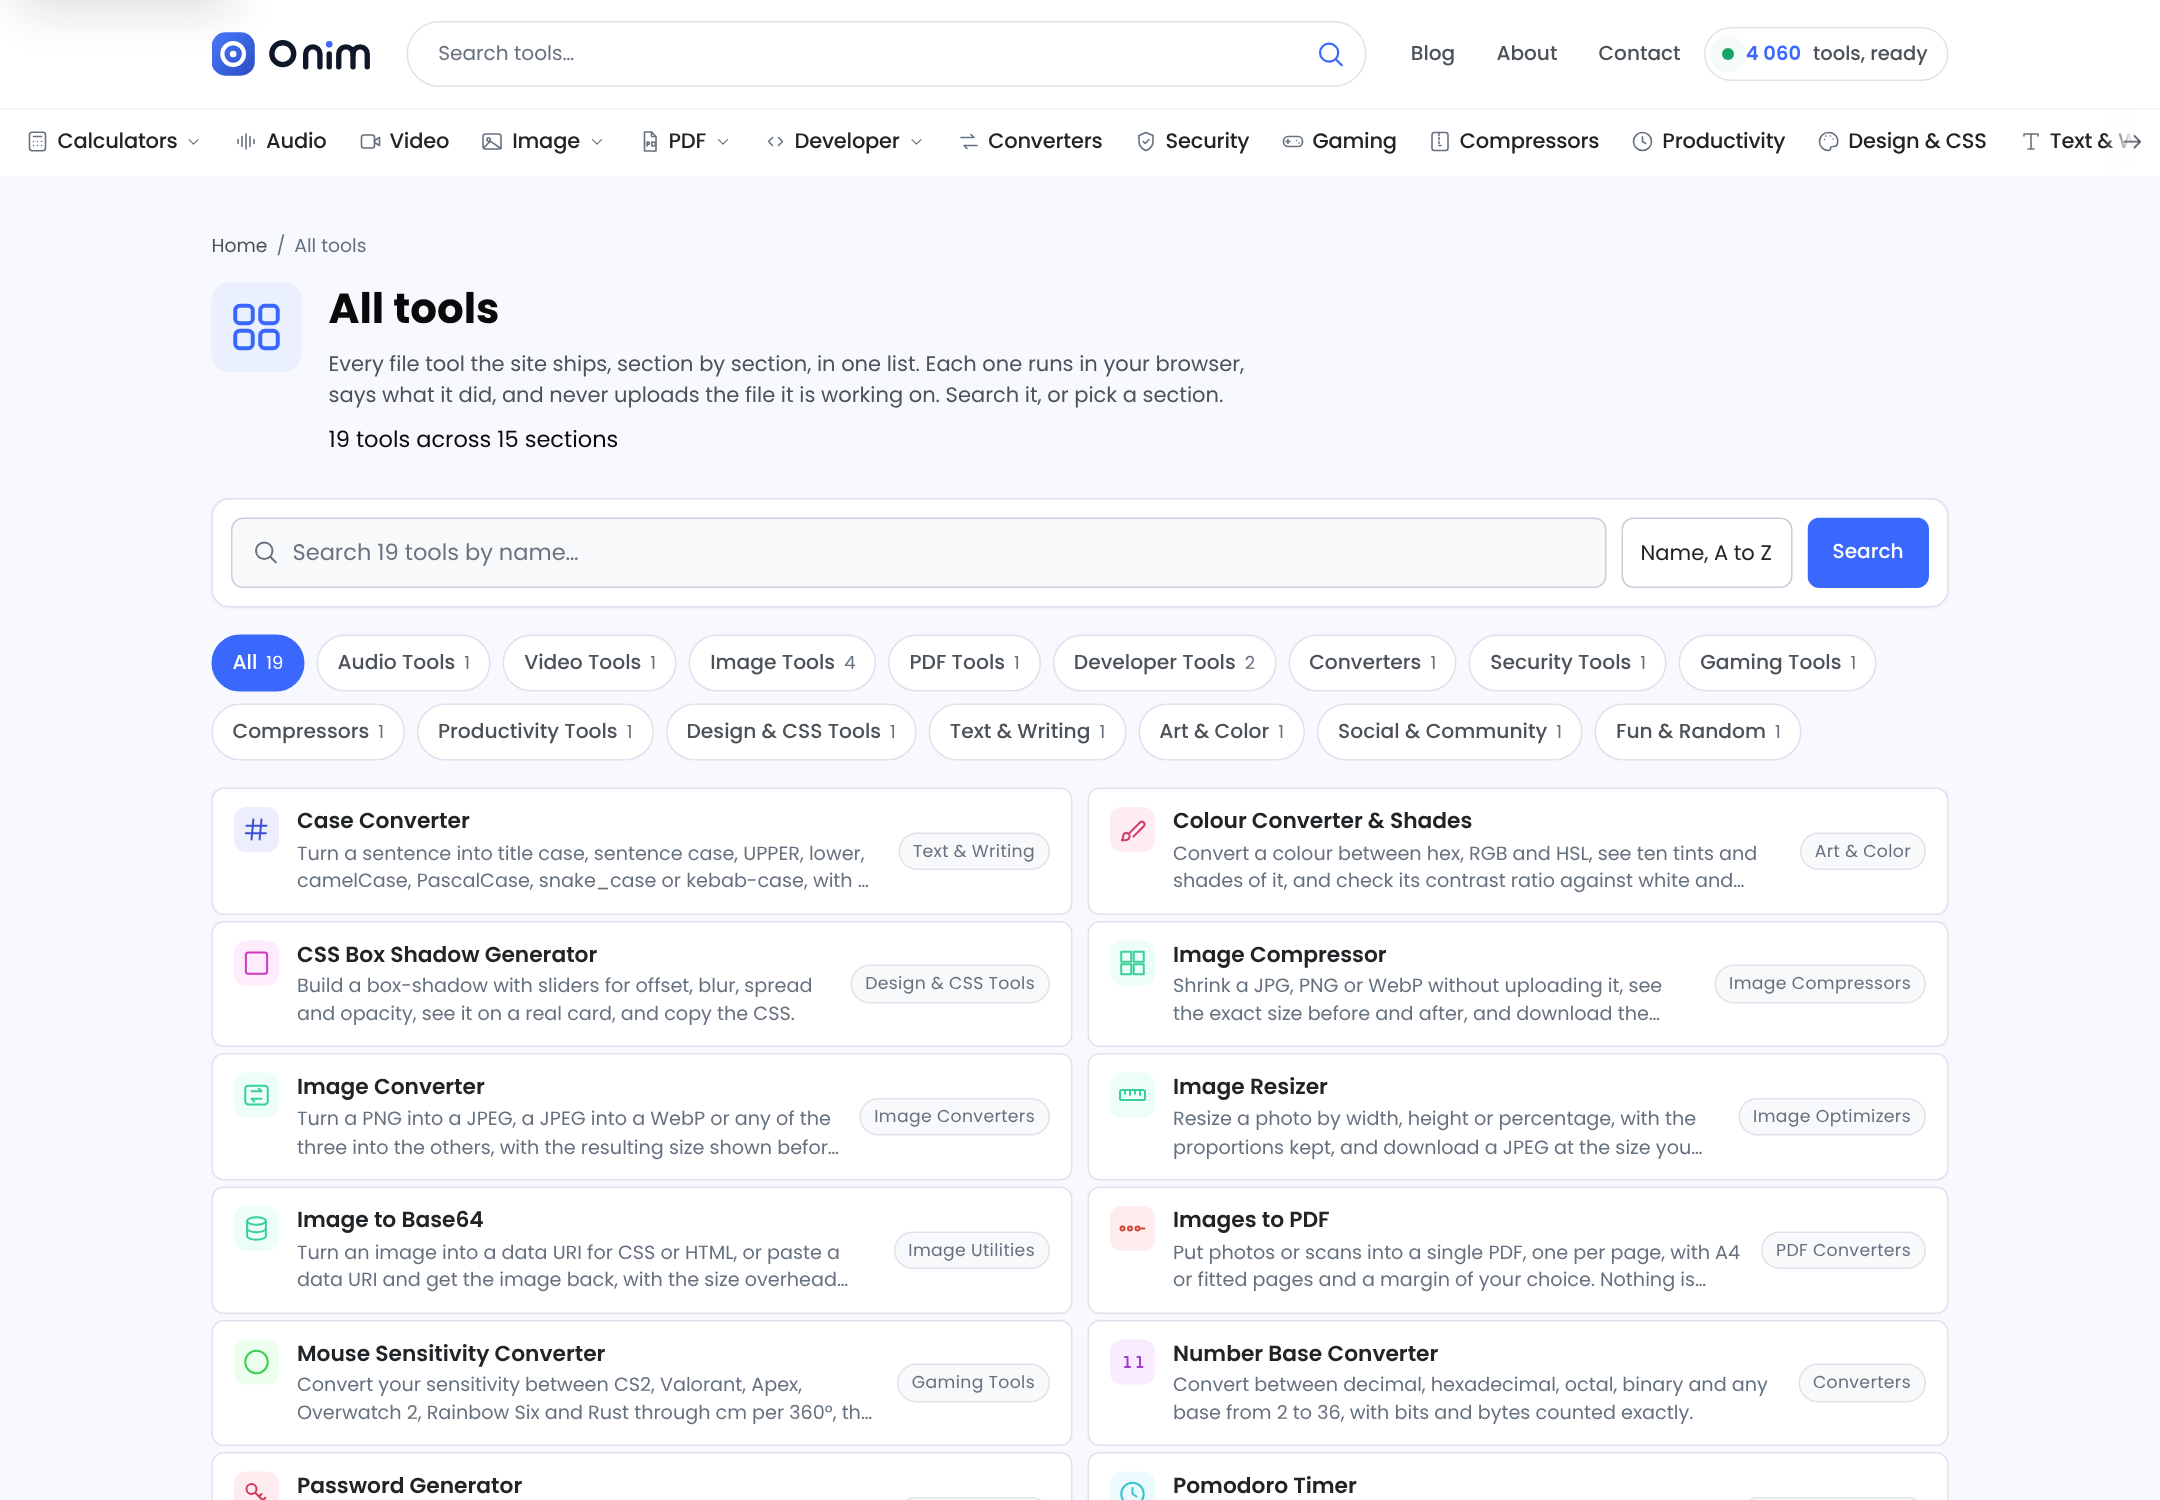 Onim
Search tools...
Blog
About
Contact
4 060 tools, ready
Calculators
Audio
Video
Image
PDF
Developer
Converters
Security
Gaming
Compressors
Productivity
Design & CSS
Text &
Home / All tools
All tools
Every file tool the site ships, section by section, in one list. Each one runs in your browser,
says what it did, and never uploads the file it is working on. Search it, or pick a section.
19 tools across 15 sections
Search 19 tools by name...
Name, A to Z
Search
All 19
Audio Tools 1
Video Tools 1
Image Tools 4
PDF Tools 1
Developer Tools 2
Converters 1
Security Tools 1
Gaming Tools 1
Compressors 1
Productivity Tools 1
Design & CSS Tools 1
Text & Writing 1
Art & Color 1
Social & Community 1
Fun & Random 1
Case Converter
Turn a sentence into title case, sentence case, UPPER, lower,
camelCase, PascalCase, snake_case or kebab-case, with ...
Text & Writing
Colour Converter & Shades
Convert a colour between hex, RGB and HSL, see ten tints and
shades of it, and check its contrast ratio against white and...
Art & Color
CSS Box Shadow Generator
Build a box-shadow with sliders for offset, blur, spread
and opacity, see it on a real card, and copy the CSS.
Design & CSS Tools
Image Compressor
Shrink a JPG, PNG or WebP without uploading it, see
the exact size before and after, and download the...
Image Compressors
Image Converter
Turn a PNG into a JPEG, a JPEG into a WebP or any of the
three into the others, with the resulting size shown befor...
Image Converters
Image Resizer
Resize a photo by width, height or percentage, with the
proportions kept, and download a JPEG at the size you...
Image Optimizers
Image to Base64
Turn an image into a data URI for CSS or HTML, or paste a
data URI and get the image back, with the size overhead...
Image Utilities
Images to PDF
Put photos or scans into a single PDF, one per page, with A4
or fitted pages and a margin of your choice. Nothing is...
PDF Converters
Mouse Sensitivity Converter
Convert your sensitivity between CS2, Valorant, Apex,
Overwatch 2, Rainbow Six and Rust through cm per 360°, th...
Gaming Tools
Number Base Converter
Convert between decimal, hexadecimal, octal, binary and any
base from 2 to 36, with bits and bytes counted exactly.
Converters
Password Generator
Pomodoro Timer